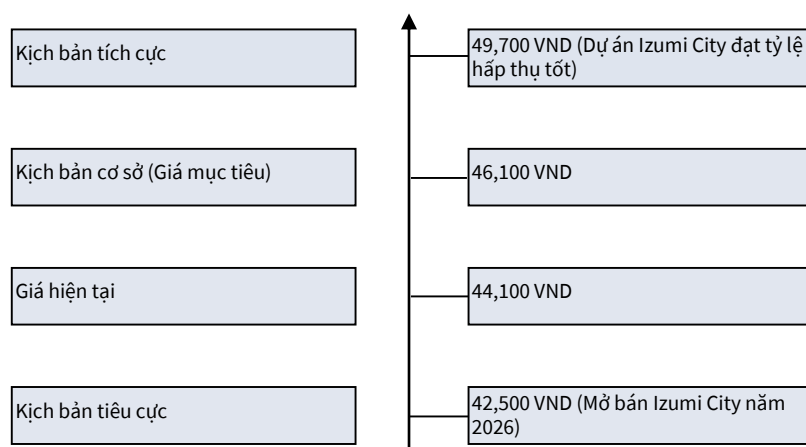 Kịch bản tích cực
49,700 VND (Dự án Izumi City đạt tỷ lệ
hấp thụ tốt)
Kịch bản cơ sở (Giá mục tiêu)
46,100 VND
Giá hiện tại
44,100 VND
Kịch bản tiêu cực
42,500 VND (Mở bán Izumi City năm
2026)